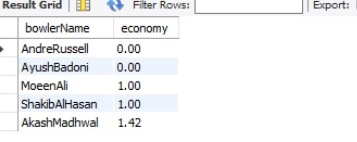 Result Grid Filter Rows: Export:
bowlerName economy
AndreRussell 0.00
AyushBadoni 0.00
MoeenAli 1.00
ShakibAlHasan 1.00
AkashMadhwal 1.42